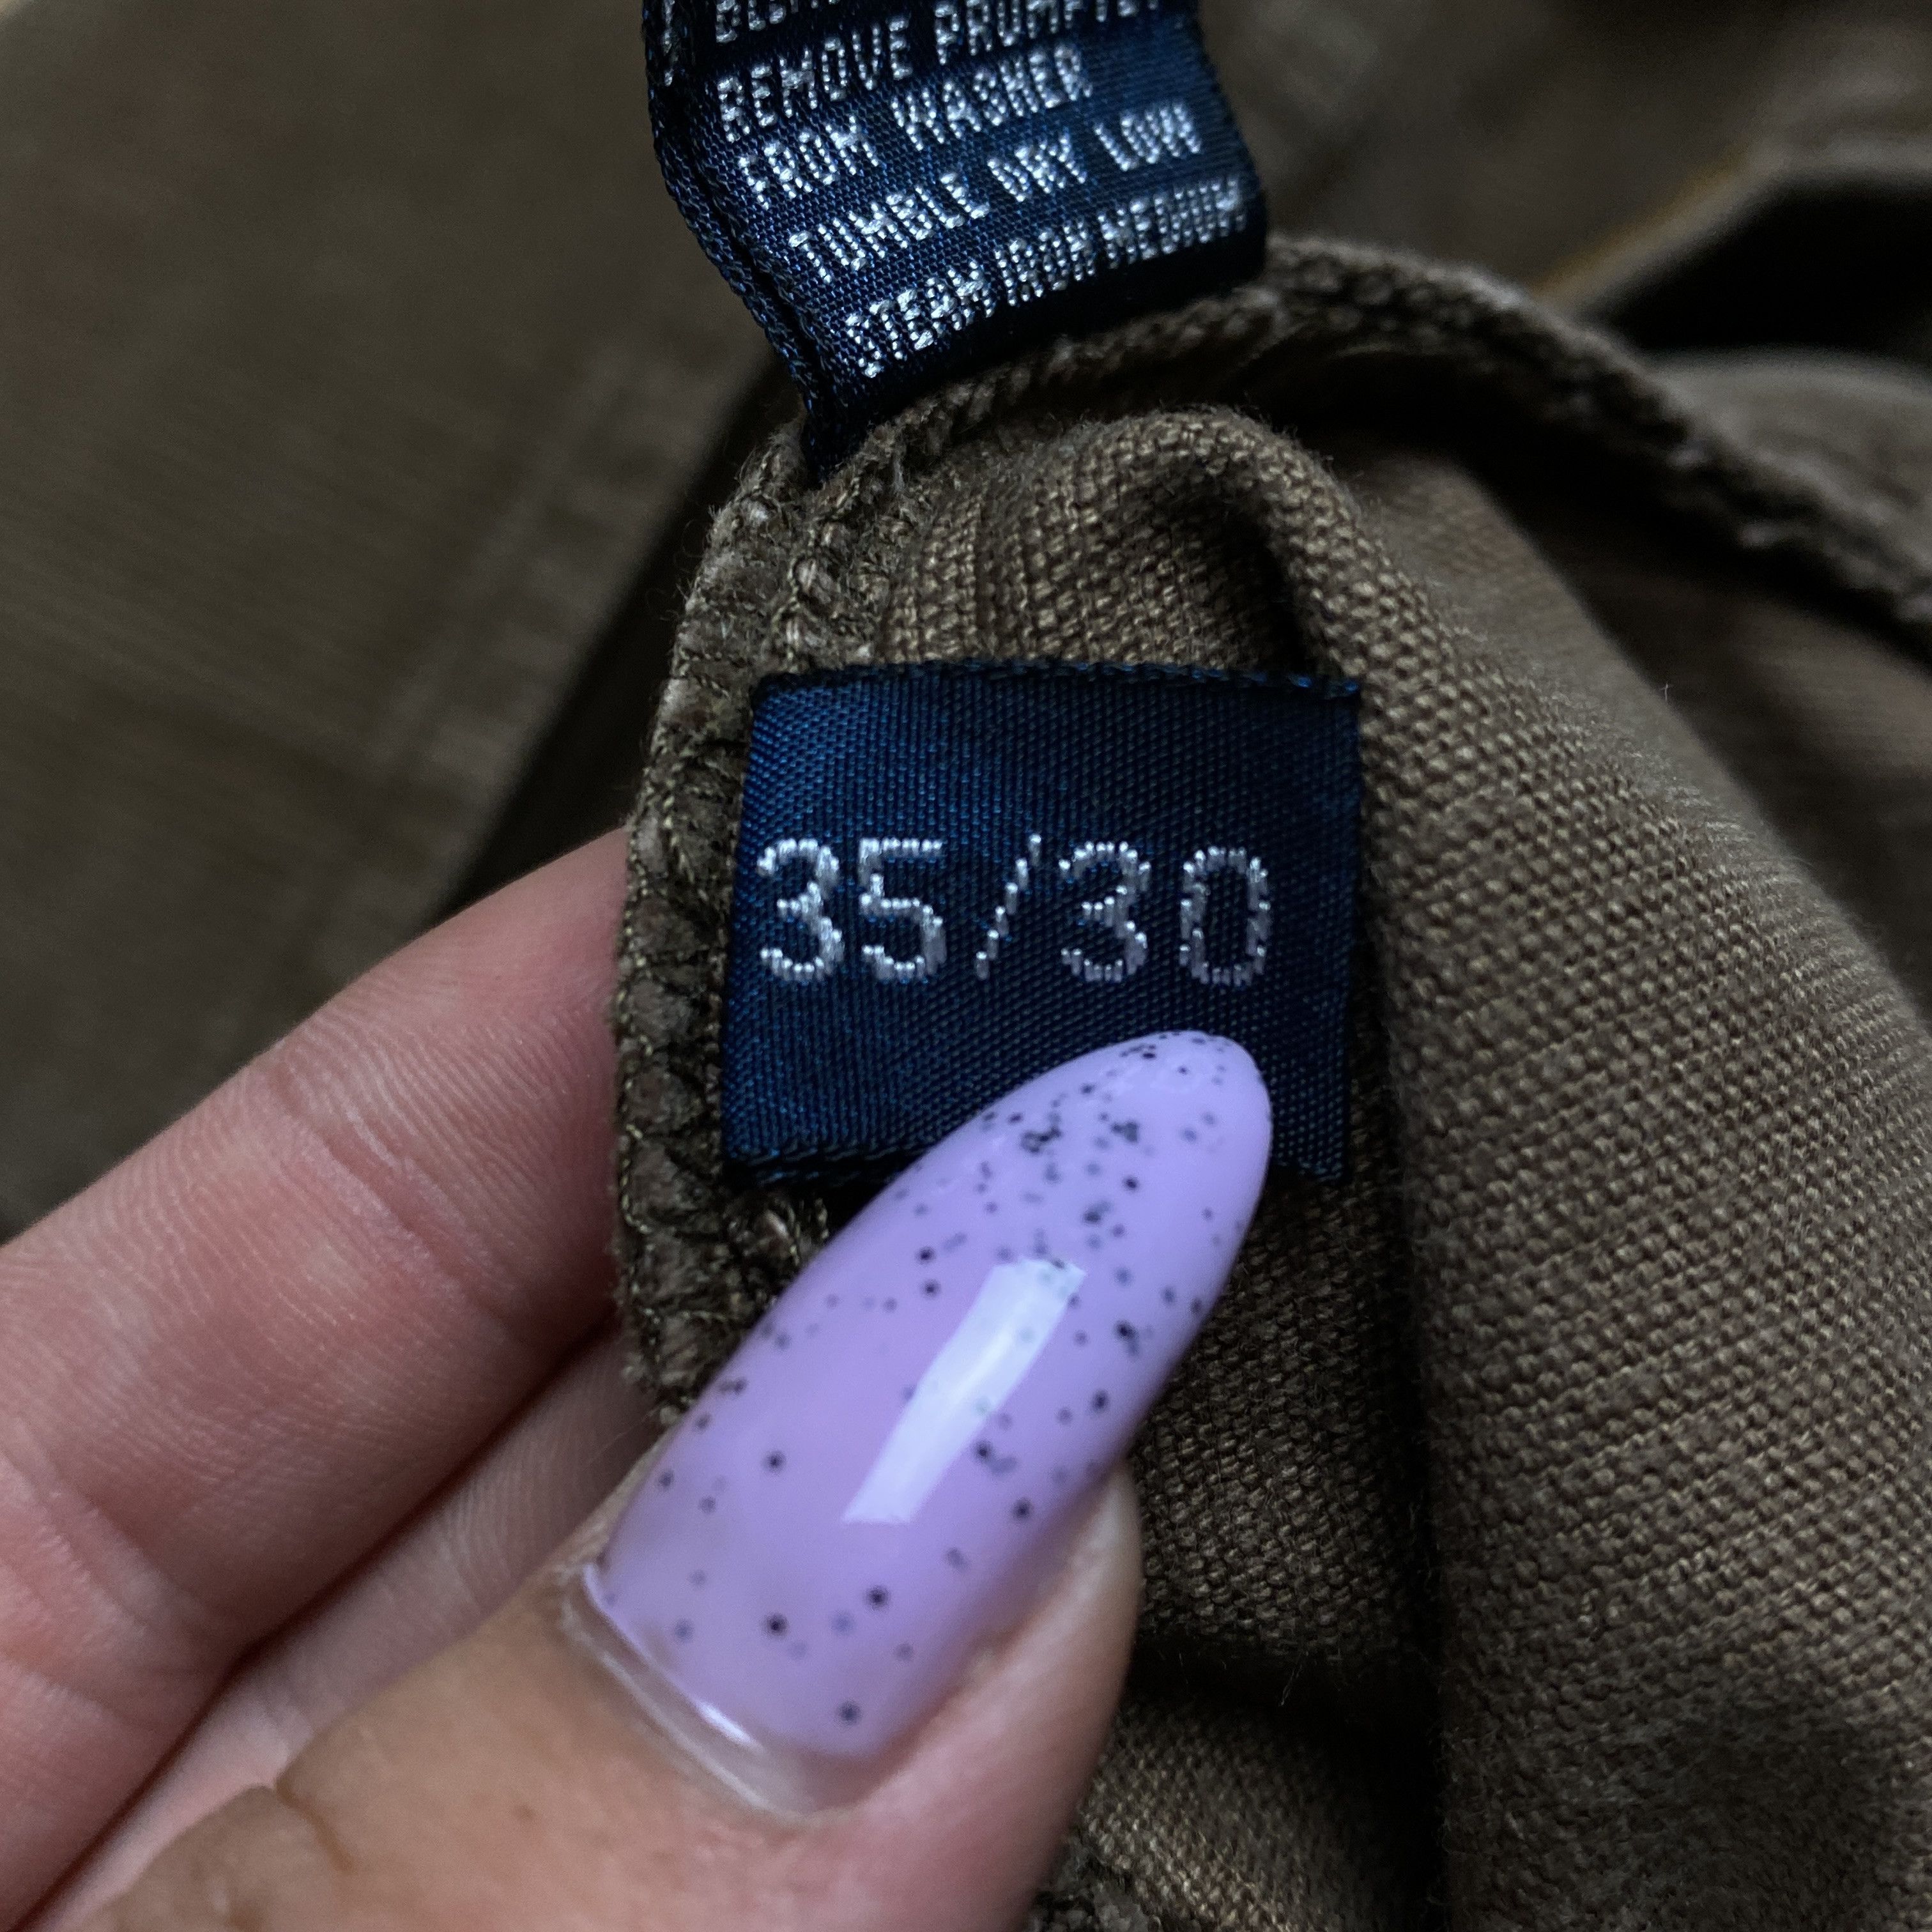 REMOVE PROMPTLY
FROM WASHER
TUMBLE DRY LOW
STEAM IRON MEDIUM.
35/30